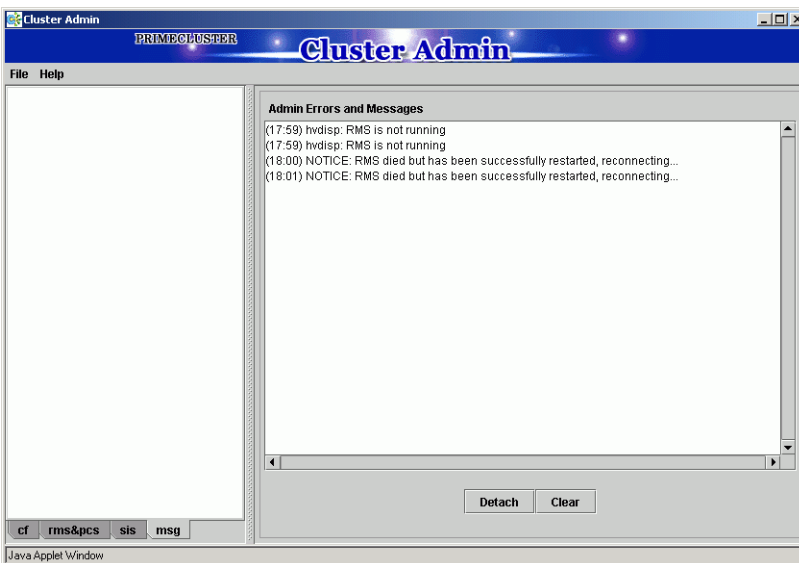 Cluster Admin
PRIMECLUSTER
Cluster Admin
File Help
Admin Errors and Messages
(17:59) hvdisp: RMS is not running
(17:59) hvdisp: RMS is not running
(18:00) NOTICE: RMS died but has been successfully restarted, reconnecting...
(18:01) NOTICE: RMS died but has been successfully restarted, reconnecting...
Detach Clear
cf rms&pcs sis msg
Java Applet Window